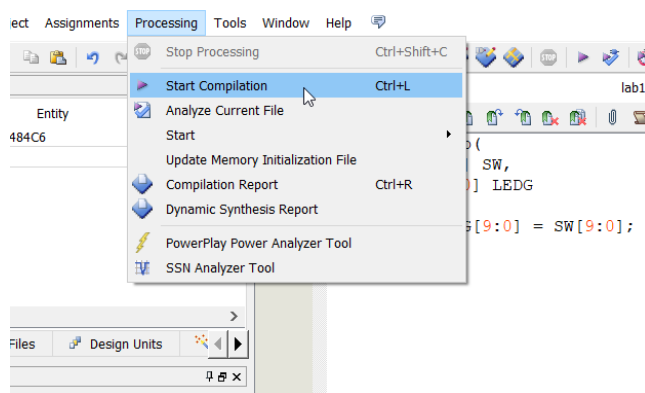 ject Assignments Processing Tools Window Help
Stop Processing Ctrl+Shift+C
Start Compilation Ctrl+L
lab1
Analyze Current File
Entity
Start
484C6
Update Memory Initialization File
SW,
Compilation Report Ctrl+R
0] LEDG
Dynamic Synthesis Report
G[9:0] = SW[9:0];
PowerPlay Power Analyzer Tool
SSN Analyzer Tool
Files Design Units